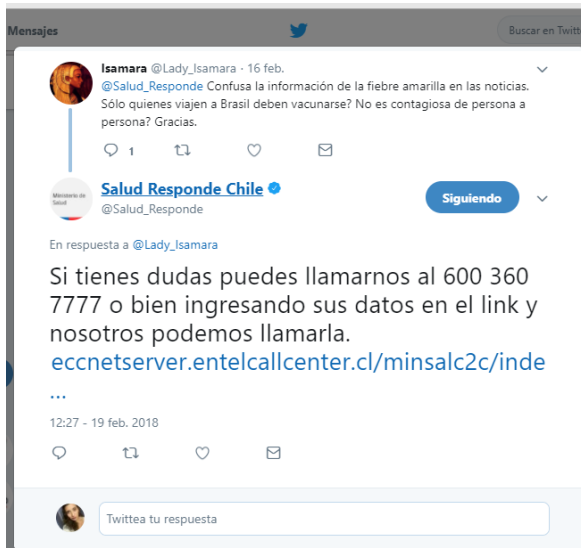 Mensajes
Buscar en Twitt
Isamara @Lady_Isamara · 16 feb.
@Salud_Responde Confusa la información de la fiebre amarilla en las noticias.
Sólo quienes viajen a Brasil deben vacunarse? No es contagiosa de persona a
persona? Gracias.
1
Ministerio de
Salud
Salud Responde Chile
@Salud_Responde
Siguiendo
En respuesta a @Lady_Isamara
Si tienes dudas puedes llamarnos al 600 360
7777 o bien ingresando sus datos en el link y
nosotros podemos llamarla.
eccnetserver.entelcallcenter.cl/minsalc2c/inde
...
12:27 - 19 feb. 2018
Twittea tu respuesta